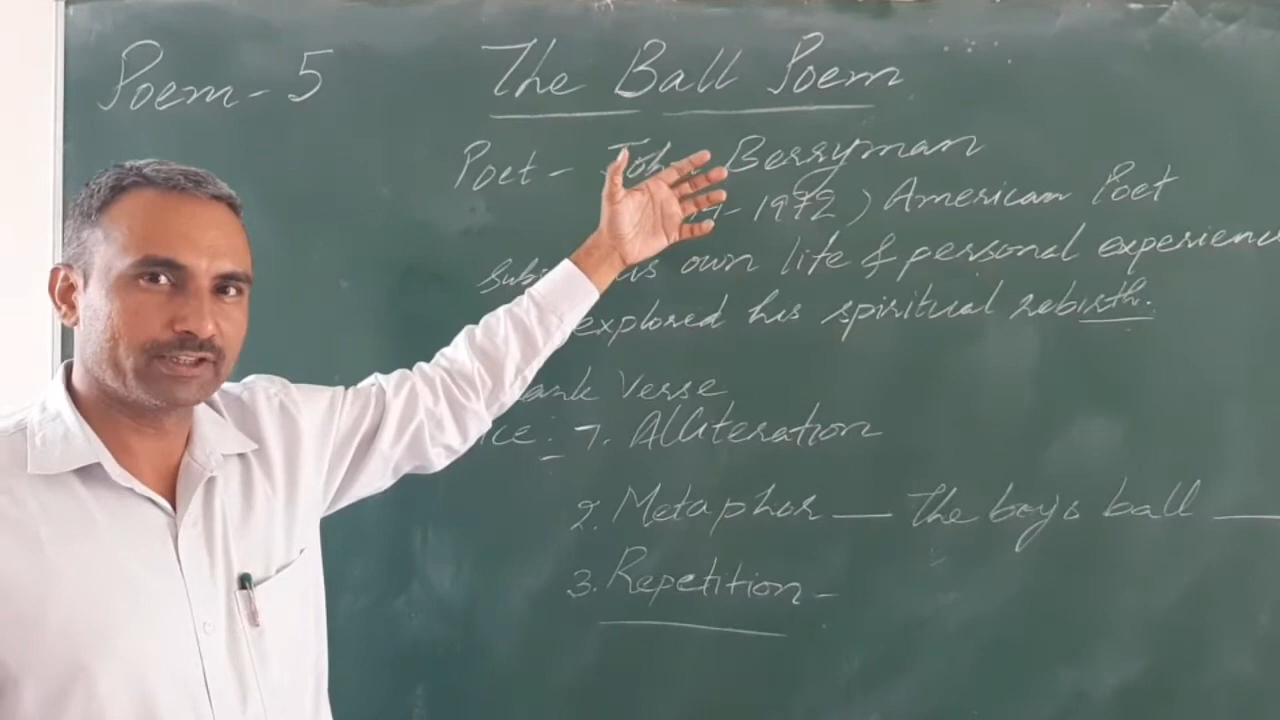 Poem - 5
The Ball Poem
Poet - John Berryman
- 1972 ) American Poet
own life & personal experience
explored his spiritual rebirth.
Verse
: 1. Alliteration
2. Metaphor — The boy's ball —
3. Repetition -